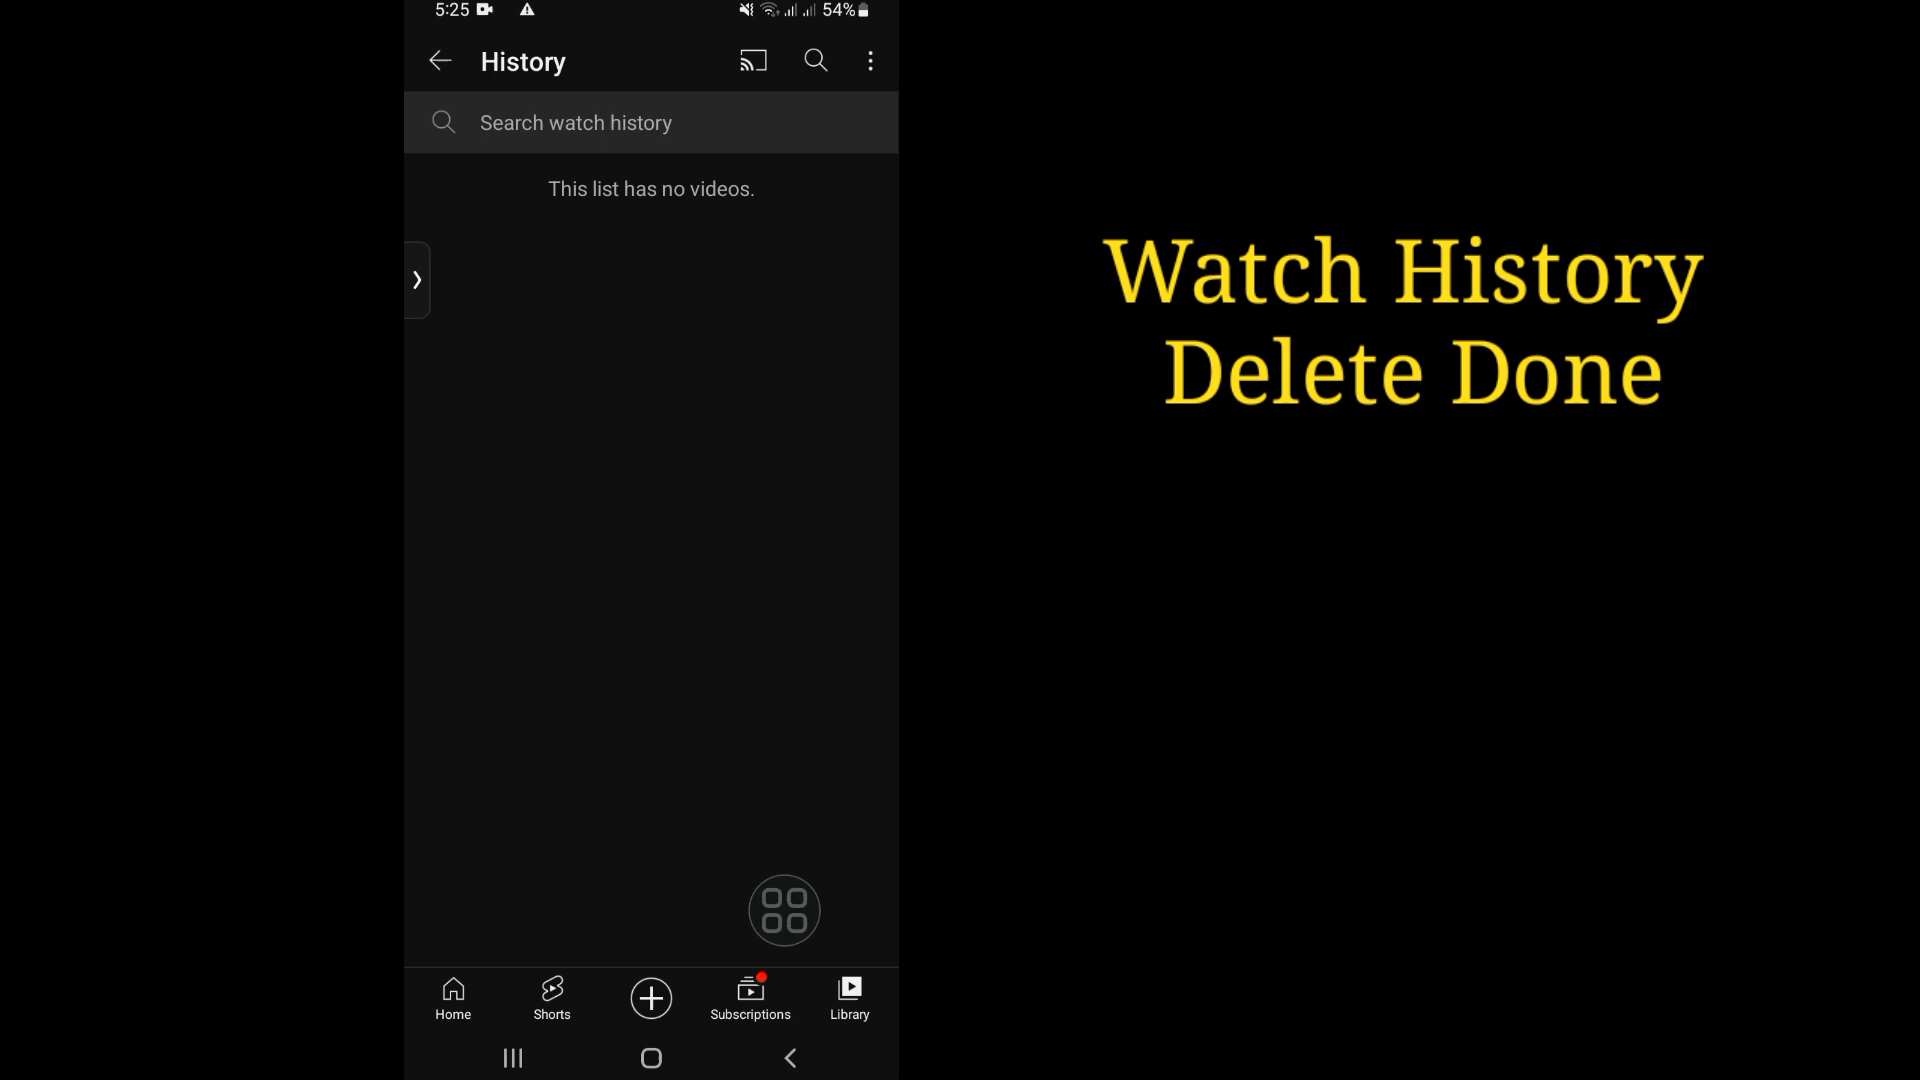 5:25
54%
History
Search watch history
This list has no videos.
Watch History
Delete Done
Home
Shorts
Subscriptions
Library